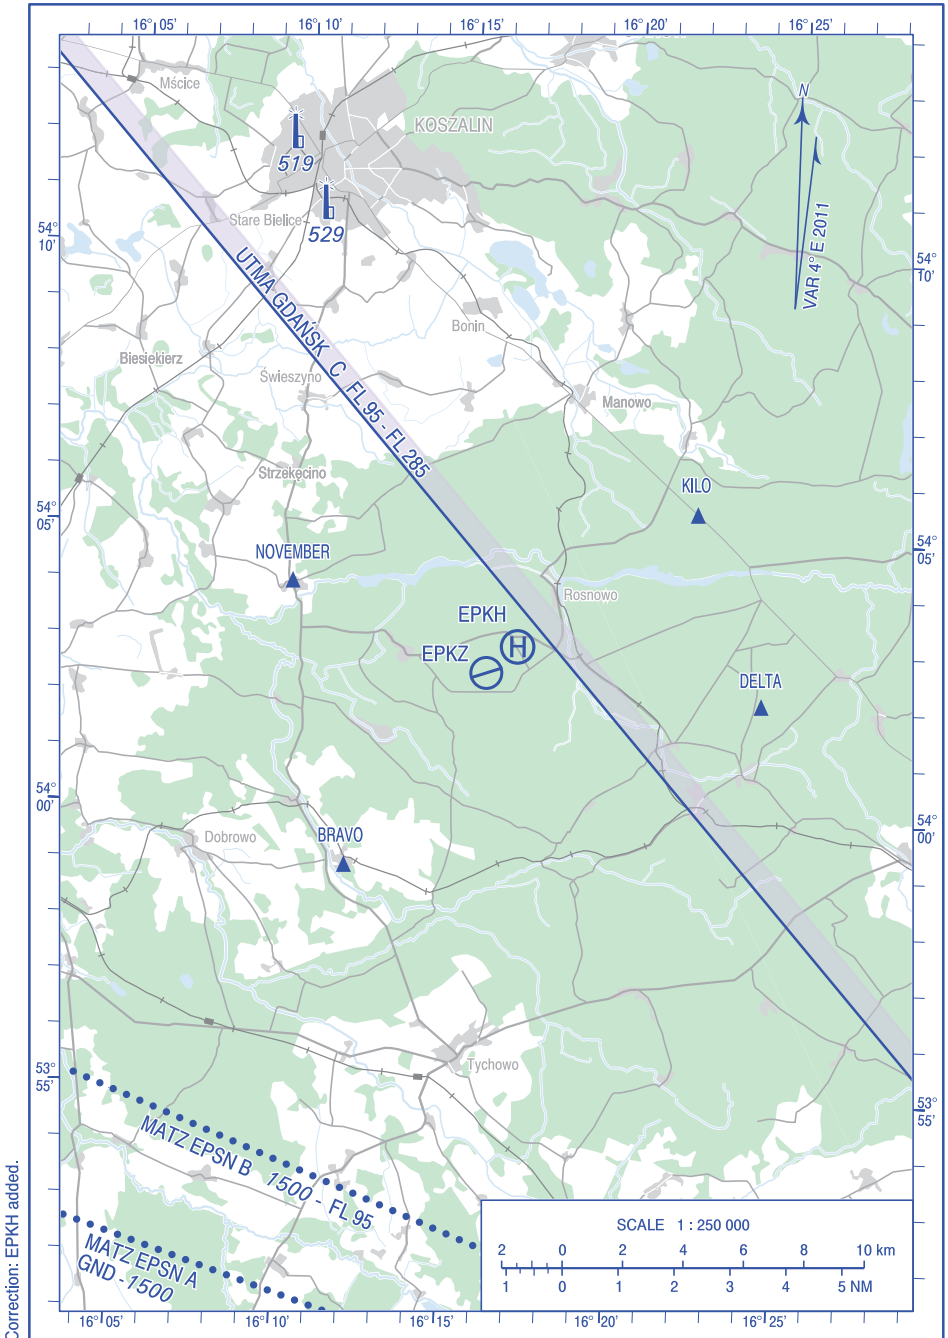 16° 05'
16° 10'
16° 15'
16° 20'
16° 25'
Mścice
N
KOSZALIN
519
Stare Bielice
529
54°
10'
54°
10'
VAR 4° E 2011
UTMA GDAŃSK C FL 95 - FL 285
Bonin
Biesiekierz
Świeszyno
Manowo
Strzekęcino
KILO
54°
05'
54°
05'
NOVEMBER
Rosnowo
EPKH
H
EPKZ
DELTA
54°
00'
54°
00'
Dobrowo
BRAVO
Tychowo
53°
55'
53°
55'
MATZ EPSN B 1500 - FL 95
MATZ EPSN A
GND -1500
SCALE 1 : 250 000
2 0 2 4 6 8 10 km
1 0 1 2 3 4 5 NM
16° 05'
16° 10'
16° 15'
16° 20'
16° 25'
Correction: EPKH added.